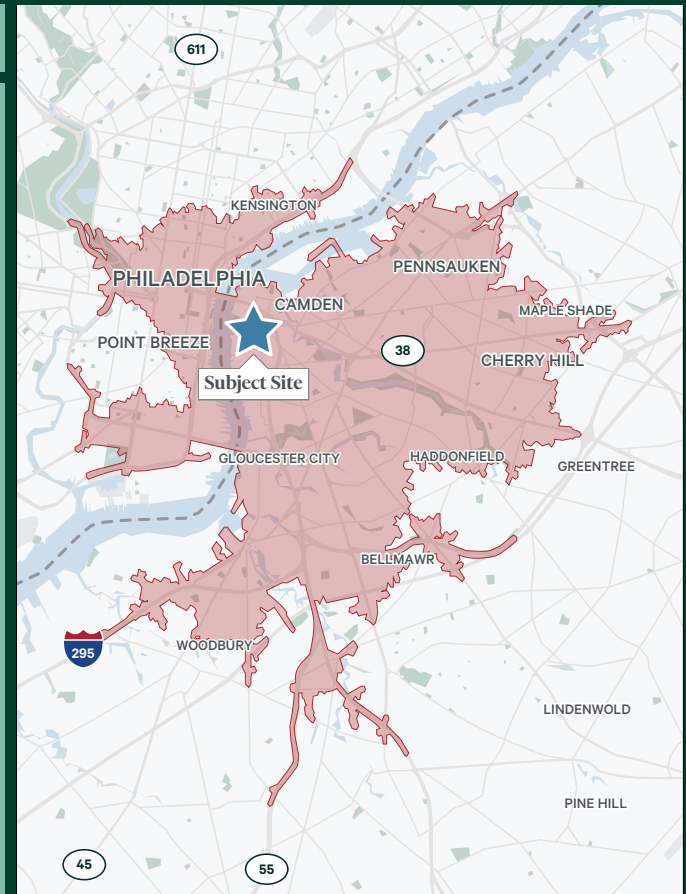 611
KENSINGTON
PHILADELPHIA
PENNSAUKEN
CAMDEN
MAPLE SHADE
POINT BREEZE
38
CHERRY HILL
Subject Site
GLOUCESTER CITY
HADDONFIELD
GREENTREE
BELLMAWR
WOODBURY
295
LINDENWOLD
PINE HILL
45
55